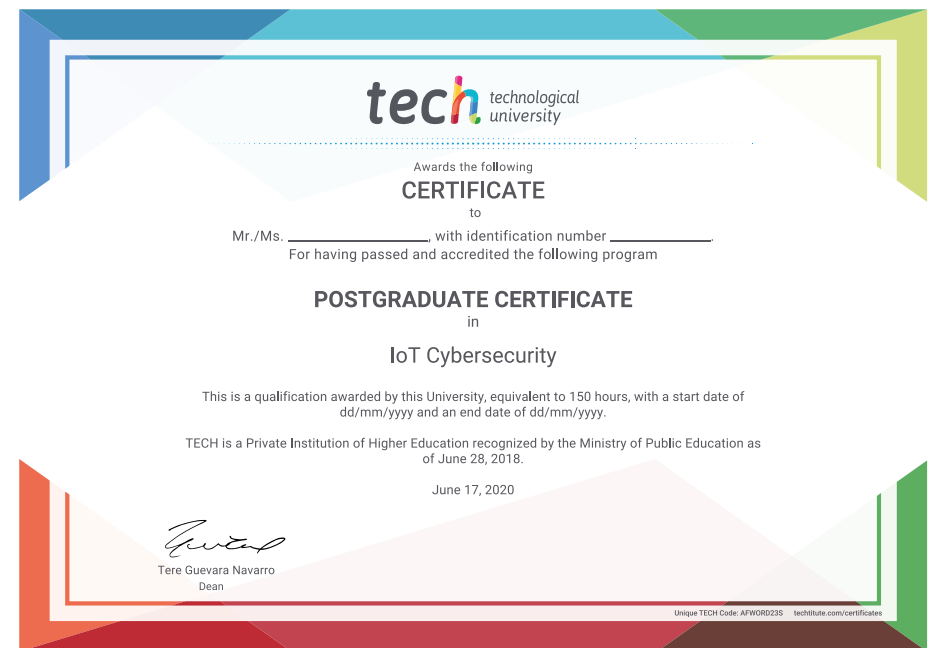 tech technological
university
Awards the following
CERTIFICATE
to
Mr./Ms. ____________, with identification number ____________.
For having passed and accredited the following program
POSTGRADUATE CERTIFICATE
in
IoT Cybersecurity
This is a qualification awarded by this University, equivalent to 150 hours, with a start date of
dd/mm/yyyy and an end date of dd/mm/yyyy.
TECH is a Private Institution of Higher Education recognized by the Ministry of Public Education as
of June 28, 2018.
June 17, 2020
Tere Guevara Navarro
Dean
Unique TECH Code: AFWORD23S techtitute.com/certificates